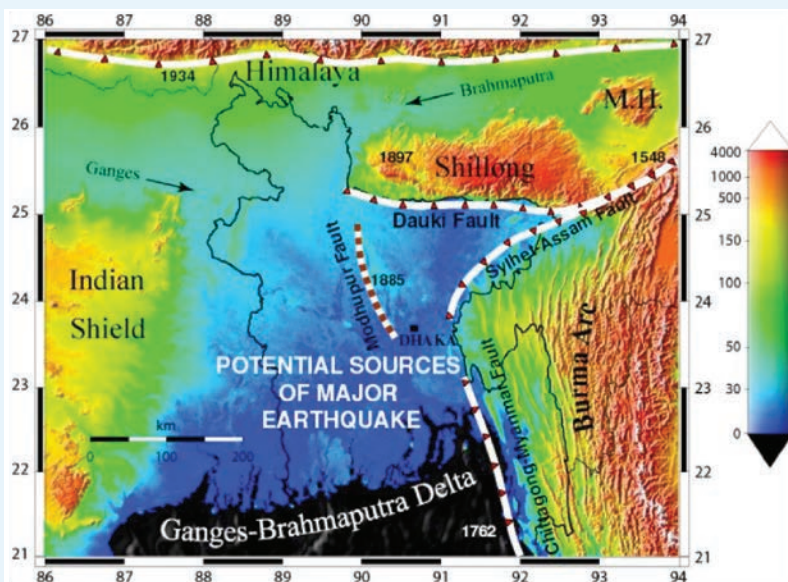 86 87 88 89 90 91 92 93 94
27 27
Himalaya
1934
Brahmaputra
M.H.
26 26
1897
Shillong
1548
Ganges
25 25
Dauki Fault
Sylhet-Assam Fault
Modhupur Fault
1885
Indian
Shield
24 24
DHAKA
POTENTIAL SOURCES
OF MAJOR
EARTHQUAKE
23 23
Burma Arc
Chittagong Myanmak Fault
km
0 100 200
22 22
Ganges-Brahmaputra Delta
1762
21 21
86 87 88 89 90 91 92 93 94
4000
1000
500
150
100
50
30
0